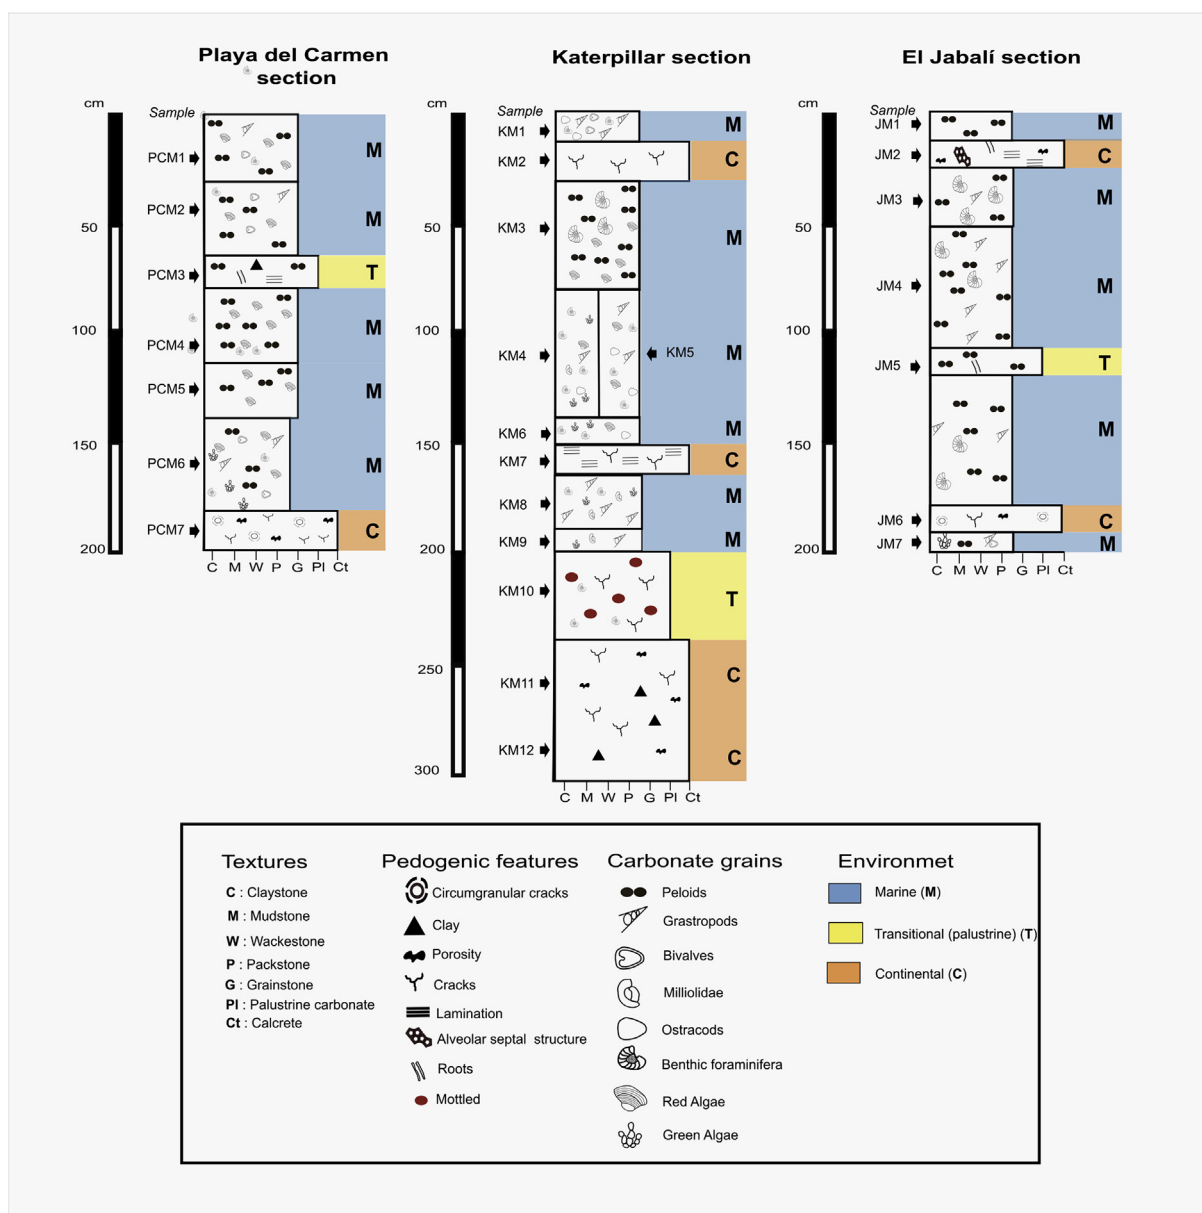 Playa del Carmen
section
cm
Sample
PCM1
M
PCM2
M
50
PCM3
T
100
M
PCM4
PCM5
M
150
PCM6
M
PCM7
C
200
C M W P G Pl Ct
Katerpillar section
cm
Sample
KM1
M
KM2
C
50
KM3
M
100
KM4
KM5
M
KM6
M
150
KM7
C
KM8
M
KM9
M
200
KM10
T
250
KM11
C
KM12
C
300
C M W P G Pl Ct
El Jabalí section
cm
Sample
JM1
M
JM2
C
JM3
M
50
JM4
M
100
JM5
T
M
150
JM6
C
JM7
M
200
C M W P G Pl Ct
Textures
C : Claystone
M : Mudstone
W : Wackestone
P : Packstone
G : Grainstone
Pl : Palustrine carbonate
Ct : Calcrete
Pedogenic features
Circumgranular cracks
Clay
Porosity
Cracks
Lamination
Alveolar septal structure
Roots
Mottled
Carbonate grains
Peloids
Grastropods
Bivalves
Milliolidae
Ostracods
Benthic foraminifera
Red Algae
Green Algae
Environmet
Marine (M)
Transitional (palustrine) (T)
Continental (C)